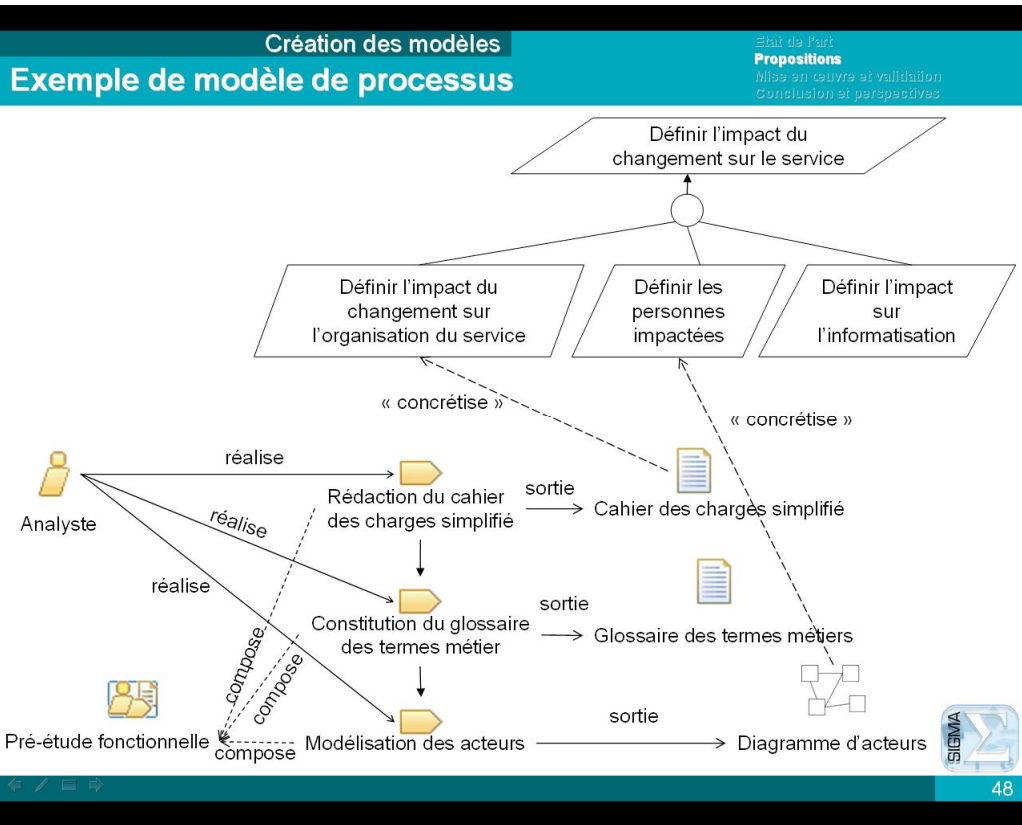 Création des modèles
Exemple de modèle de processus
Etat de l'art
Propositions
Mise en œuvre et validation
Conclusion et perspectives
Définir l'impact du
changement sur le service
Définir l'impact du
changement sur
l'organisation du service
Définir les
personnes
impactées
Définir l'impact
sur
l'informatisation
« concrétise »
« concrétise »
réalise
Rédaction du cahier
des charges simplifié
sortie
Cahier des charges simplifié
Analyste
réalise
réalise
Constitution du glossaire
des termes métier
sortie
Glossaire des termes métiers
compose
compose
Pré-étude fonctionnelle
compose
Modélisation des acteurs
sortie
Diagramme d'acteurs
SIGMA
48